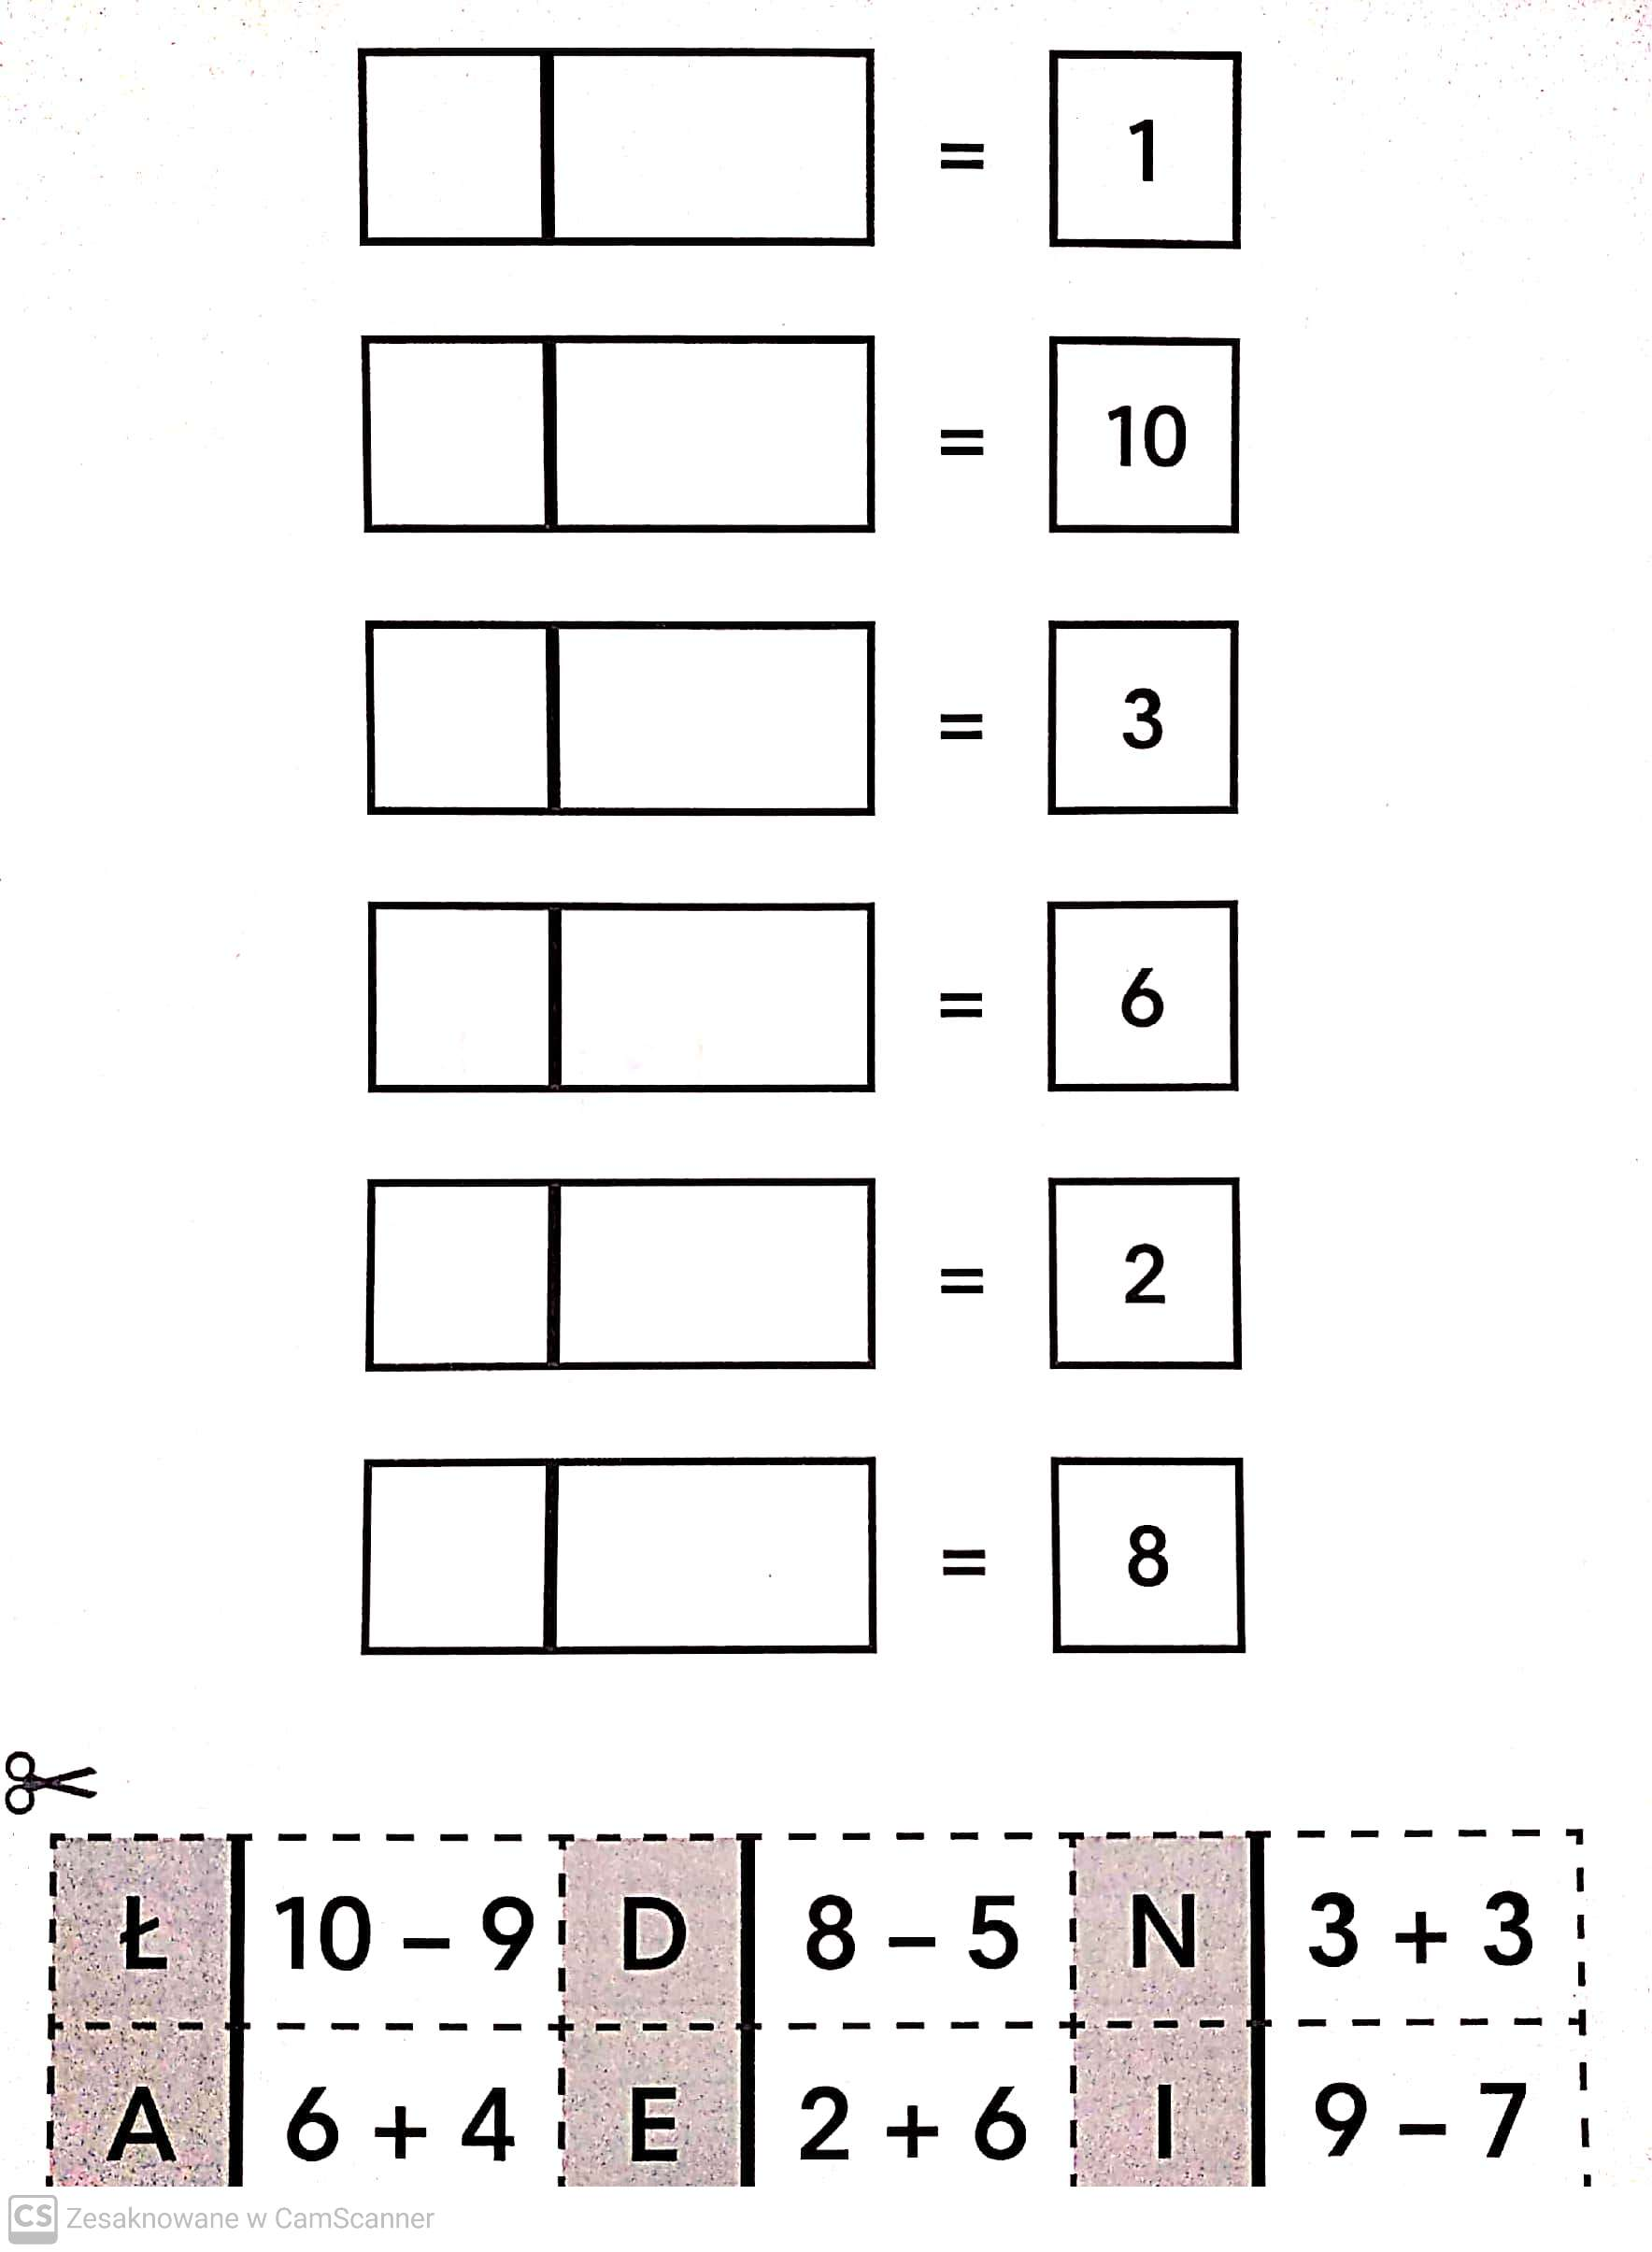 = 1
= 10
= 3
= 6
= 2
= 8
Ł 10 – 9 D 8 – 5 N 3 + 3
A 6 + 4 E 2 + 6 I 9 – 7
CS Zesaknowane w CamScanner